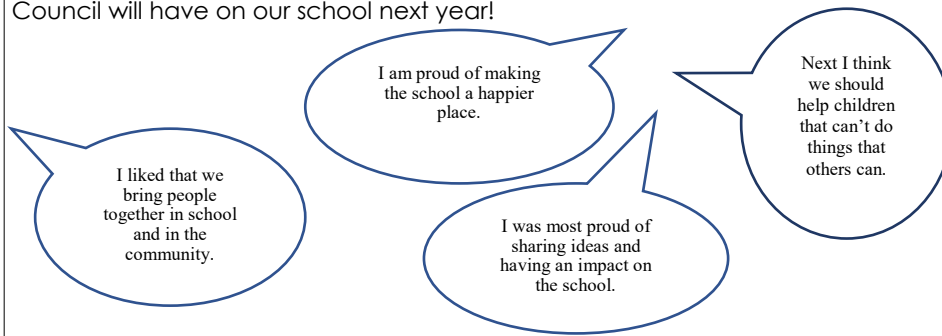 Council will have on our school next year!
I am proud of making
the school a happier
place.
Next I think
we should
help children
that can’t do
things that
others can.
I liked that we
bring people
together in school
and in the
community.
I was most proud of
sharing ideas and
having an impact on
the school.